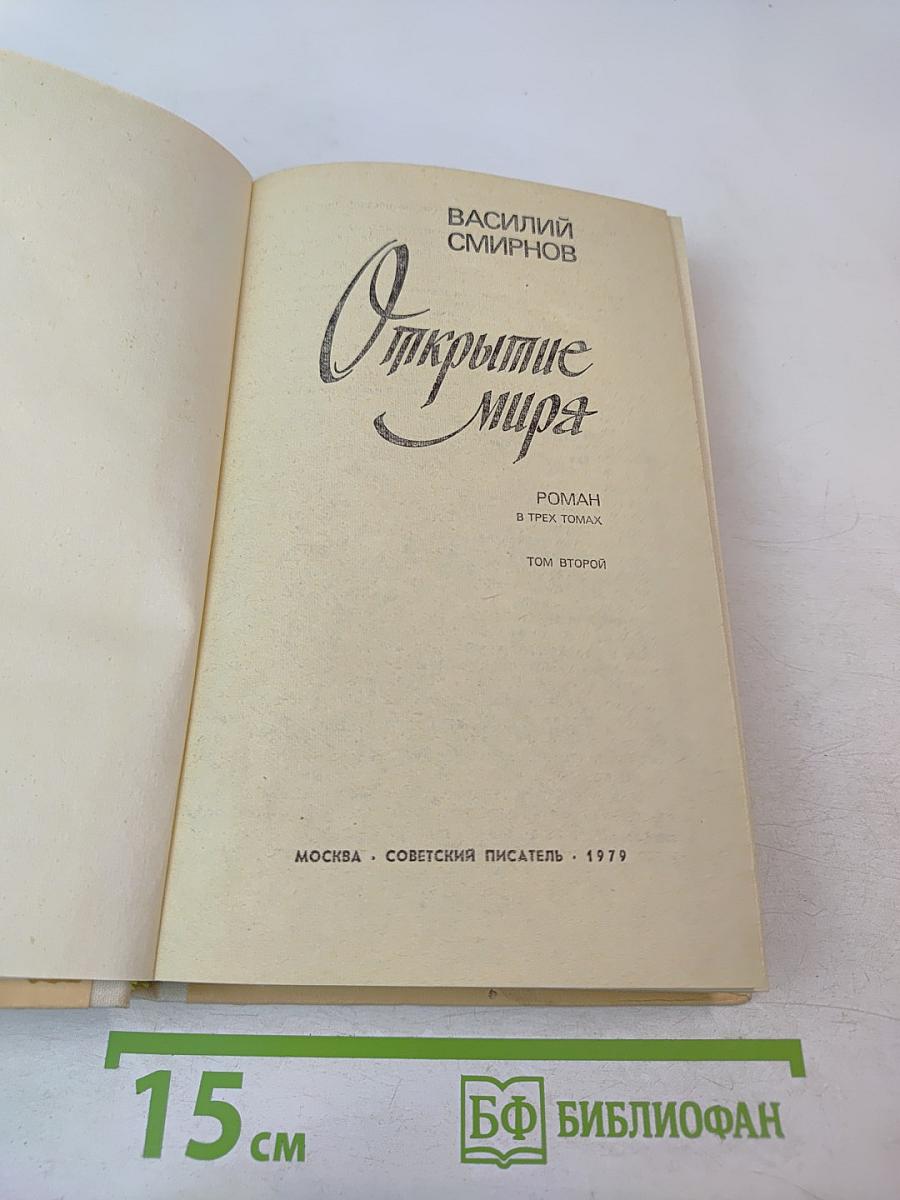 ВАСИЛИЙ
СМИРНОВ
Открытие
мира
РОМАН
В ТРЕХ ТОМАХ
ТОМ ВТОРОЙ
МОСКВА · СОВЕТСКИЙ ПИСАТЕЛЬ · 1979
15 см
БФ БИБЛИОФАН